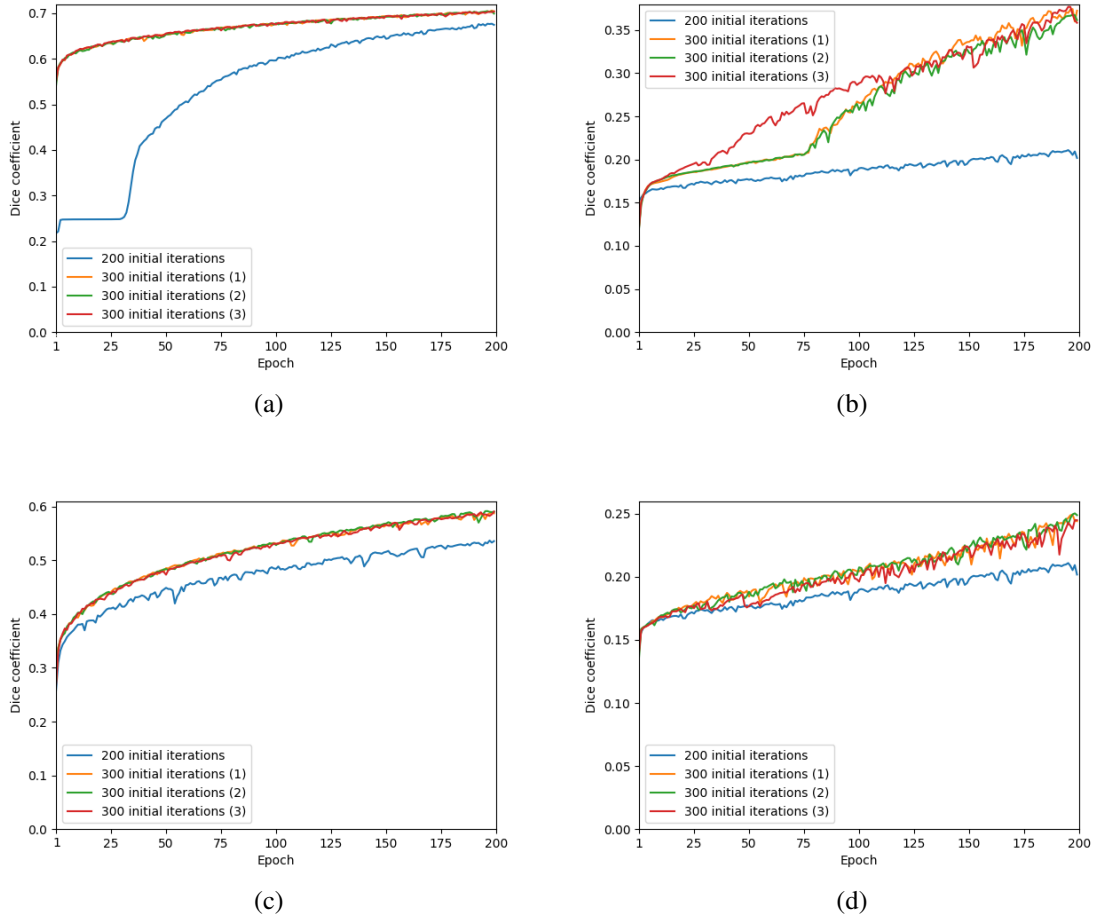 0.7
0.6
0.5
0.4
0.3
0.2
0.1
0.0
Dice coefficient
200 initial iterations
300 initial iterations (1)
300 initial iterations (2)
300 initial iterations (3)
1 25 50 75 100 125 150 175 200
Epoch
(a)
0.35
0.30
0.25
0.20
0.15
0.10
0.05
0.00
Dice coefficient
200 initial iterations
300 initial iterations (1)
300 initial iterations (2)
300 initial iterations (3)
1 25 50 75 100 125 150 175 200
Epoch
(b)
0.6
0.5
0.4
0.3
0.2
0.1
0.0
Dice coefficient
200 initial iterations
300 initial iterations (1)
300 initial iterations (2)
300 initial iterations (3)
1 25 50 75 100 125 150 175 200
Epoch
(c)
0.25
0.20
0.15
0.10
0.05
0.00
Dice coefficient
200 initial iterations
300 initial iterations (1)
300 initial iterations (2)
300 initial iterations (3)
1 25 50 75 100 125 150 175 200
Epoch
(d)